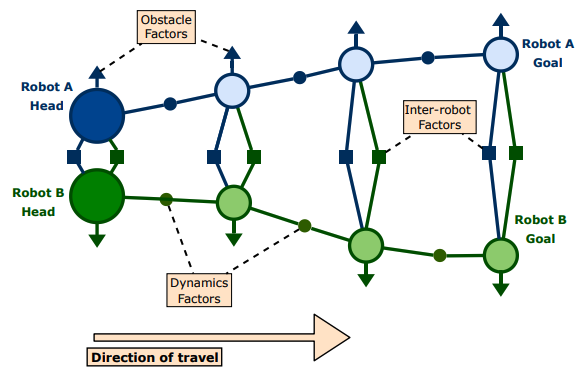 Obstacle
Factors
Robot A
Head
Robot A
Goal
Inter-robot
Factors
Robot B
Head
Robot B
Goal
Dynamics
Factors
Direction of travel